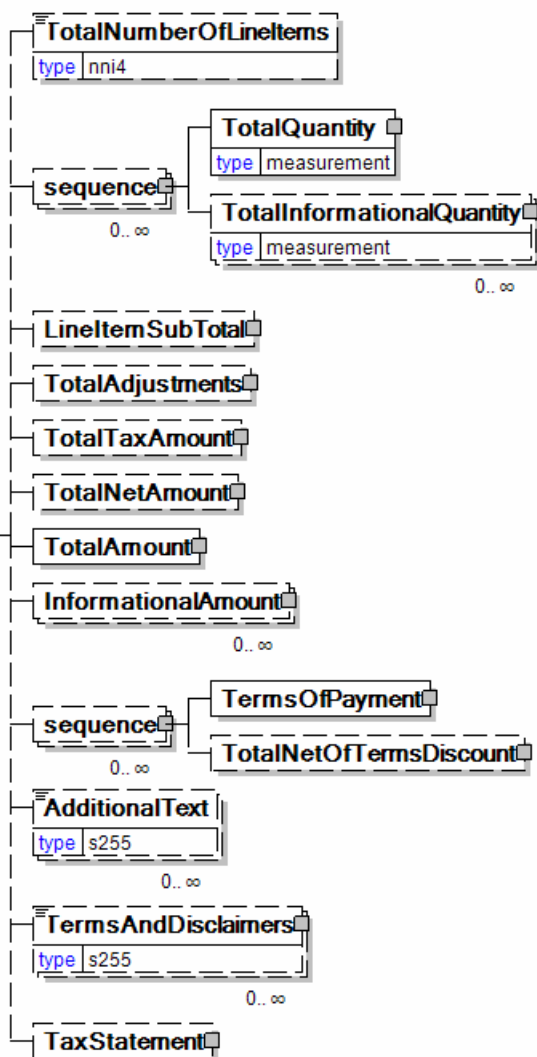 TotalNumberOfLineItems
type nni4
TotalQuantity
type measurement
sequence
0.. ∞
TotalInformationalQuantity
type measurement
0.. ∞
LineItemSubTotal
TotalAdjustments
TotalTaxAmount
TotalNetAmount
TotalAmount
InformationalAmount
0.. ∞
TermsOfPayment
sequence
0.. ∞
TotalNetOfTermsDiscount
AdditionalText
type s255
0.. ∞
TermsAndDisclaimers
type s255
0.. ∞
TaxStatement